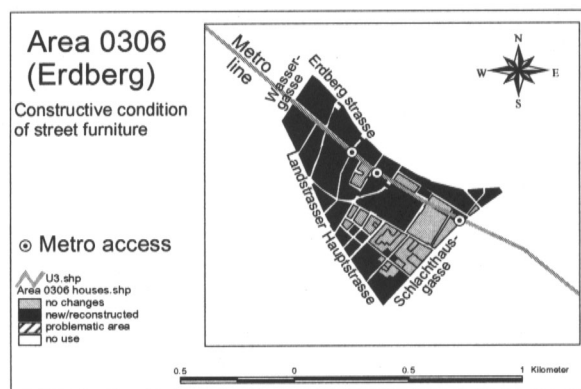 Area 0306
(Erdberg)
Constructive condition
of street furniture
Metro access
U3.shp
Area 0306 houses.shp
no changes
new/reconstructed
problematic area
no use
Metro
line
Wasser-
gasse
Erdberg strasse
Landstrasser Hauptstrasse
Schlachthaus-
gasse
N
W
E
S
0.5
0
0.5
1
Kilometer